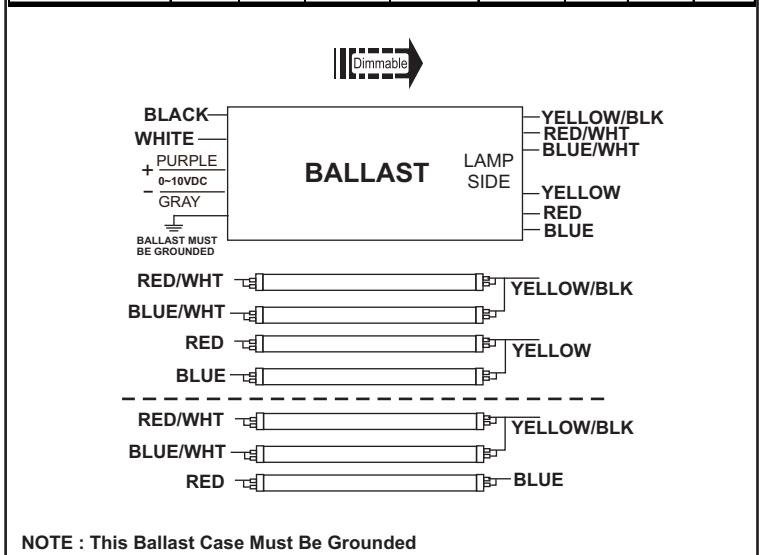 Dimmable
BLACK
WHITE
+ PURPLE
0~10VDC
− GRAY
BALLAST MUST
BE GROUNDED
BALLAST
LAMP
SIDE
YELLOW/BLK
RED/WHT
BLUE/WHT
YELLOW
RED
BLUE
RED/WHT
YELLOW/BLK
BLUE/WHT
RED
YELLOW
BLUE
RED/WHT
YELLOW/BLK
BLUE/WHT
RED
BLUE
NOTE : This Ballast Case Must Be Grounded